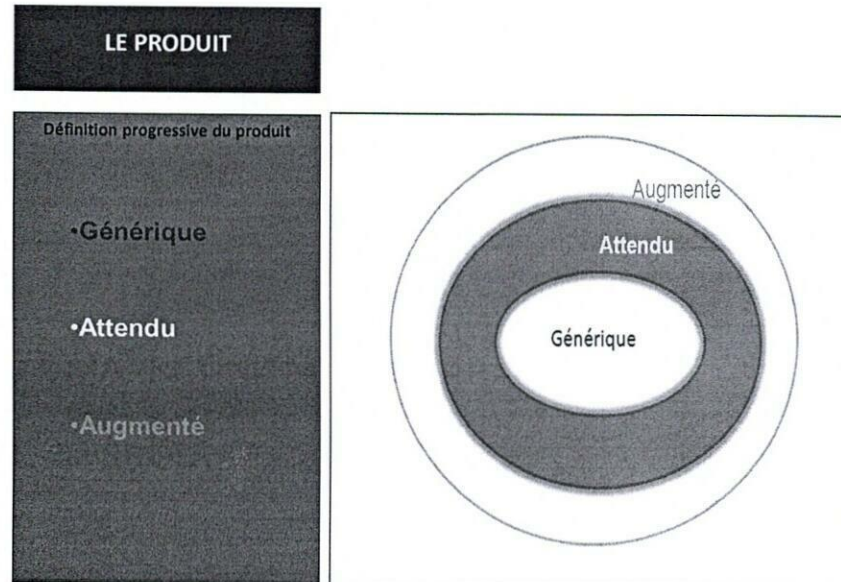 LE PRODUIT
Définition progressive du produit
•Générique
•Attendu
•Augmenté
Augmenté
Attendu
Générique